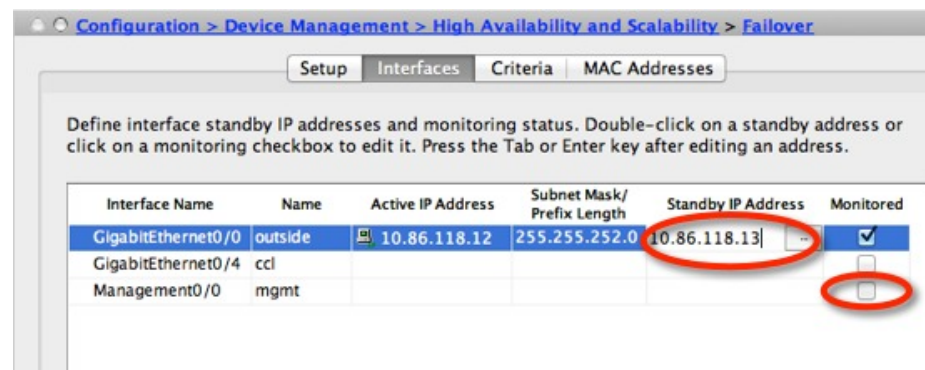 Configuration > Device Management > High Availability and Scalability > Failover
Setup Interfaces Criteria MAC Addresses
Define interface standby IP addresses and monitoring status. Double-click on a standby address or
click on a monitoring checkbox to edit it. Press the Tab or Enter key after editing an address.
Interface Name Name Active IP Address Subnet Mask/ Prefix Length Standby IP Address Monitored
GigabitEthernet0/0 outside 10.86.118.12 255.255.252.0 10.86.118.13 ...
GigabitEthernet0/4 ccl
Management0/0 mgmt